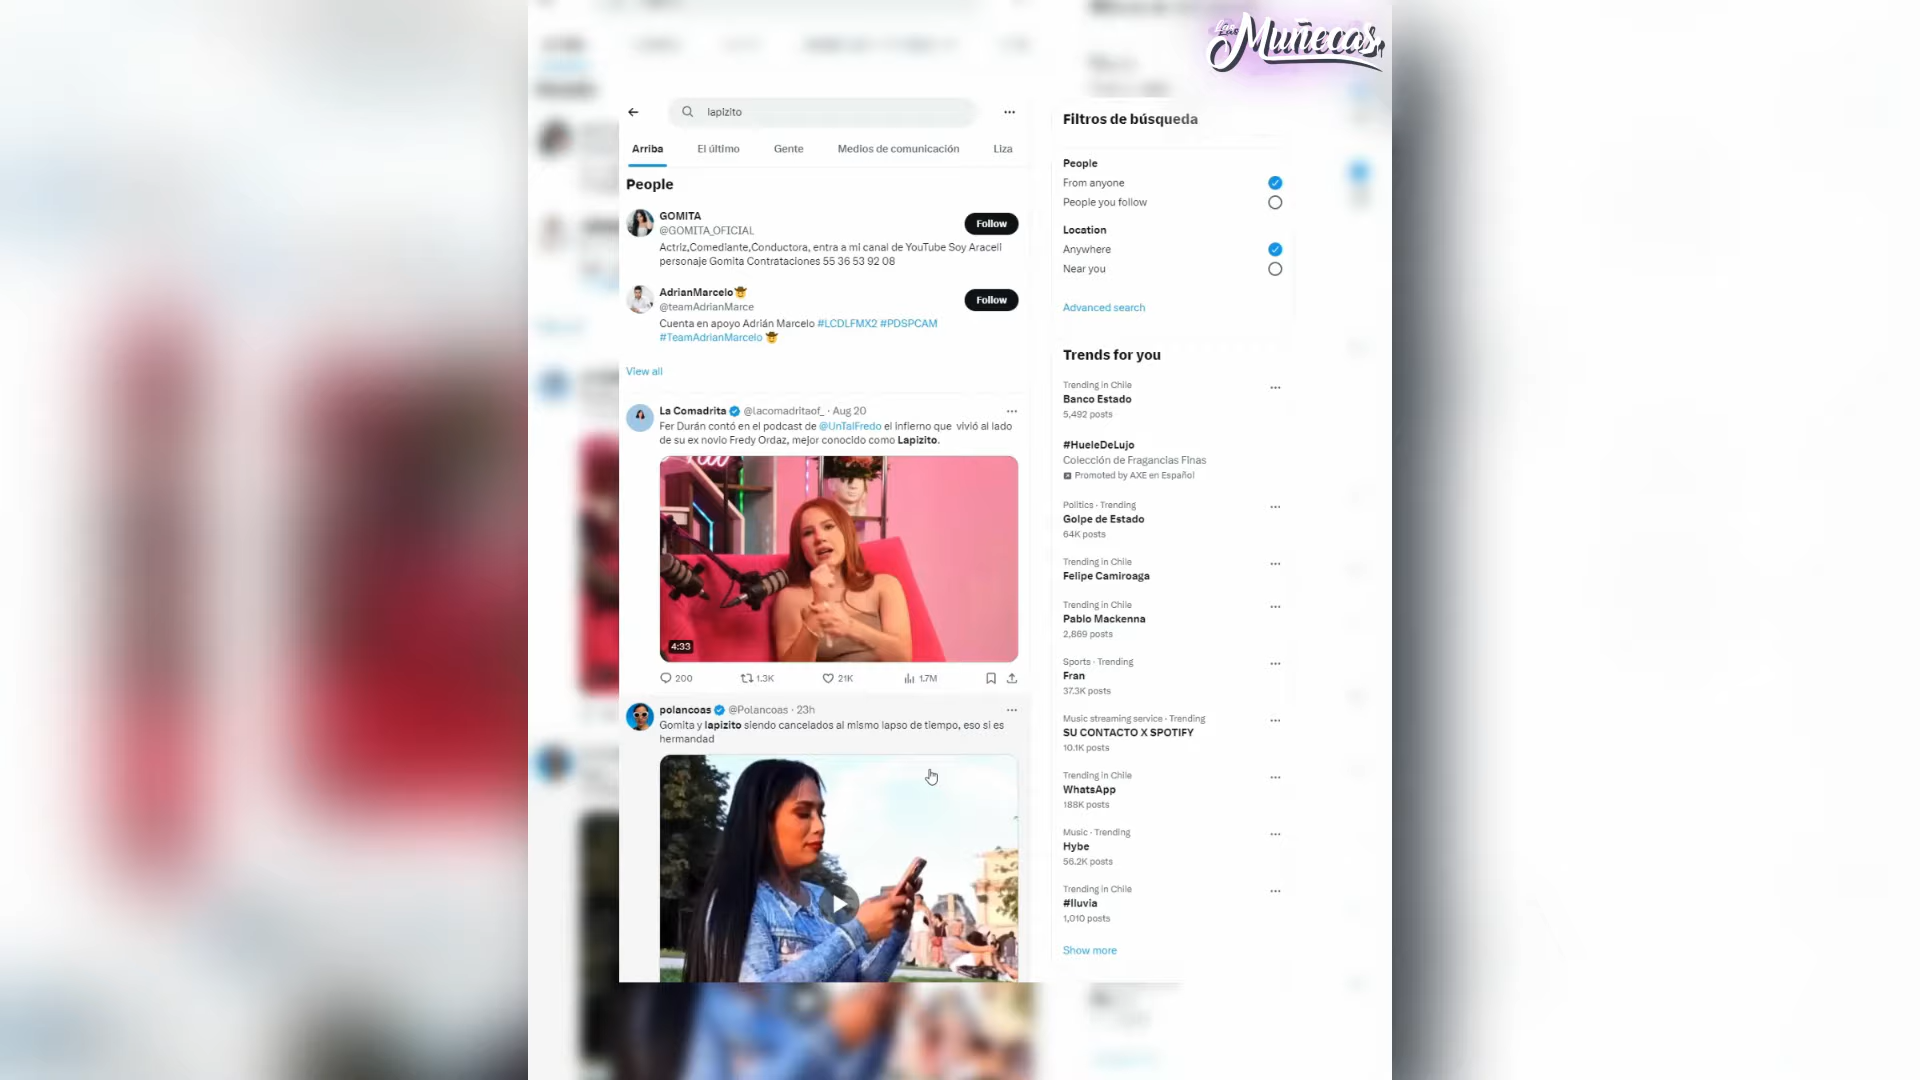 Las Muñecas
lapizito
Arriba
El último
Gente
Medios de comunicación
Liza
People
GOMITA
@GOMITA_OFICIAL
Follow
Actriz,Comediante,Conductora, entra a mi canal de YouTube Soy Araceli
personaje Gomita Contrataciones 55 36 53 92 08
AdrianMarcelo🤠
@teamAdrianMarce
Follow
Cuenta en apoyo Adrián Marcelo #LCDLFMX2 #PDSPCAM
#TeamAdrianMarcelo 🤠
View all
La Comadrita @lacomadritaof_ · Aug 20
Fer Durán contó en el podcast de @UnTalFredo el infierno que vivió al lado
de su ex novio Fredy Ordaz, mejor conocido como Lapizito.
4:33
200 1.3K 21K 1.7M
polancoas @Polancoas · 23h
Gomita y lapizito siendo cancelados al mismo lapso de tiempo, eso si es
hermandad
Filtros de búsqueda
People
From anyone
People you follow
Location
Anywhere
Near you
Advanced search
Trends for you
Trending in Chile
Banco Estado
5,492 posts
#HueleDeLujo
Colección de Fragancias Finas
Promoted by AXE en Español
Politics · Trending
Golpe de Estado
64K posts
Trending in Chile
Felipe Camiroaga
Trending in Chile
Pablo Mackenna
2,869 posts
Sports · Trending
Fran
37.3K posts
Music streaming service · Trending
SU CONTACTO X SPOTIFY
10.1K posts
Trending in Chile
WhatsApp
188K posts
Music · Trending
Hybe
56.2K posts
Trending in Chile
#lluvia
1,010 posts
Show more